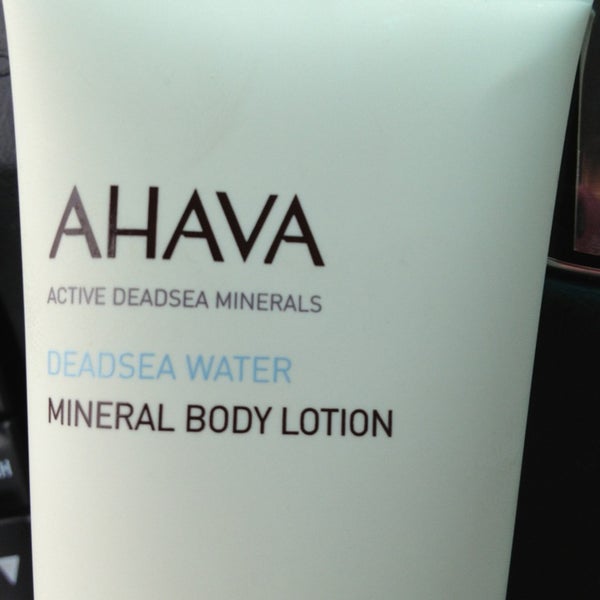 AHAVA
ACTIVE DEADSEA MINERALS
DEADSEA WATER
MINERAL BODY LOTION